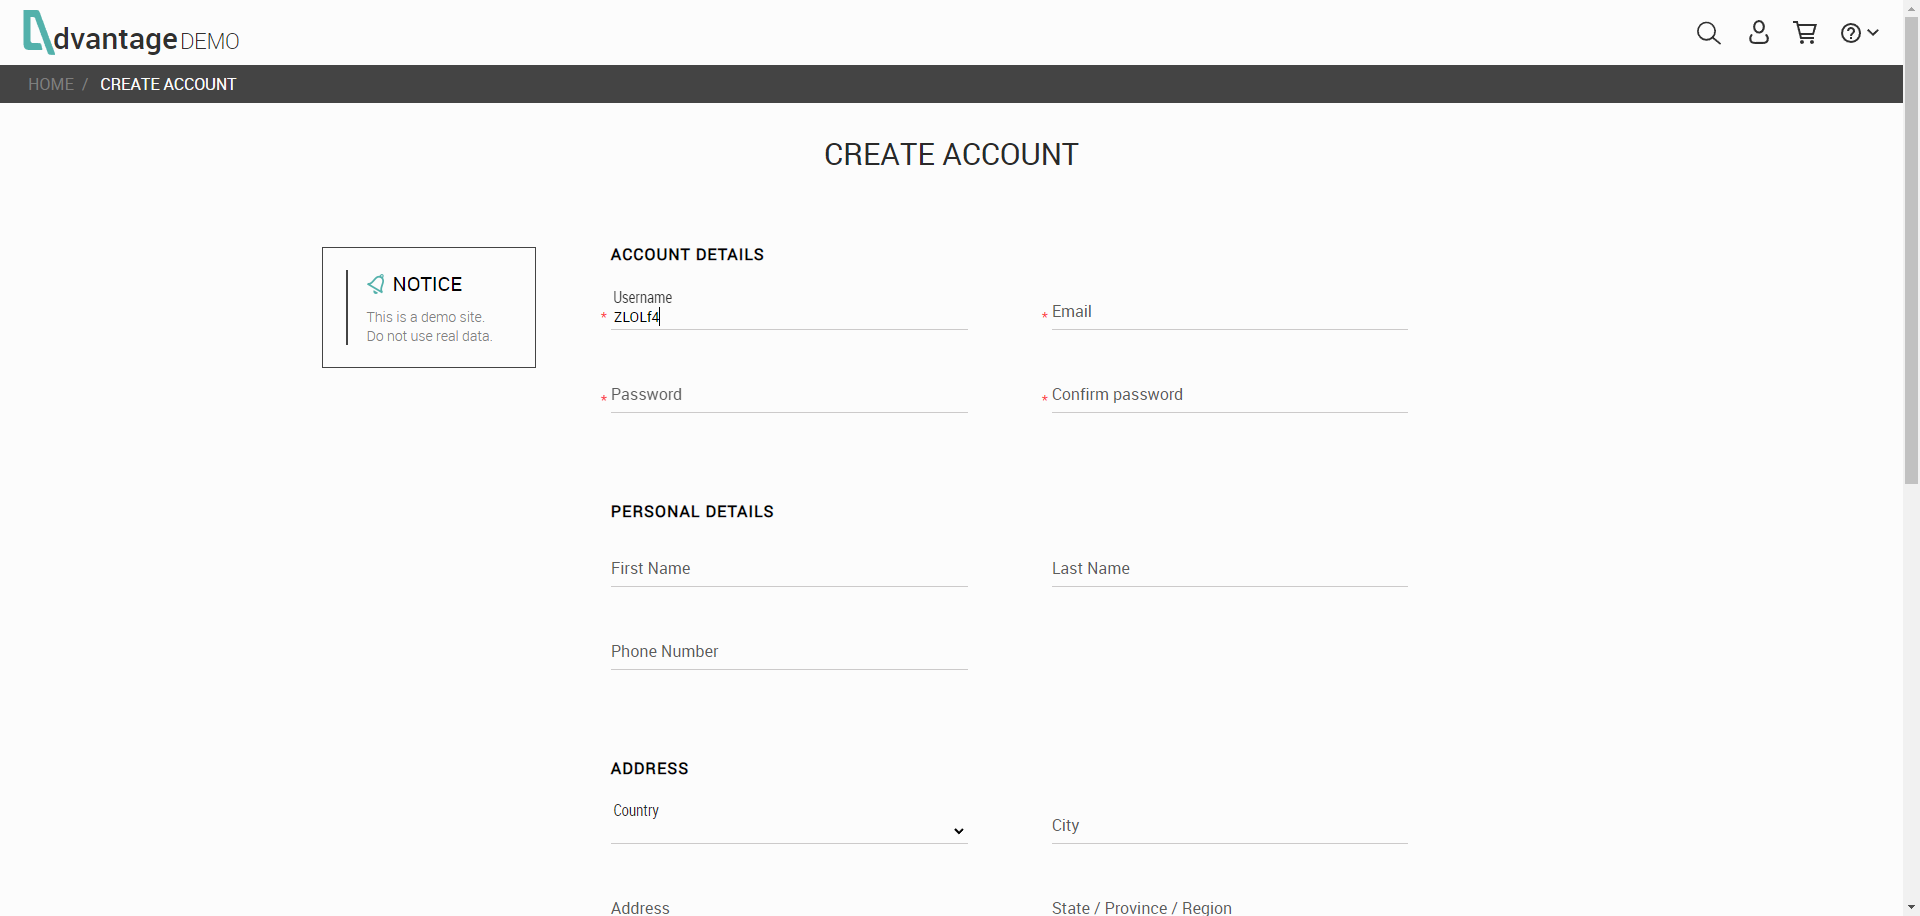 dvantage DEMO
HOME / CREATE ACCOUNT
CREATE ACCOUNT
NOTICE
This is a demo site.
Do not use real data.
ACCOUNT DETAILS
Username
* ZLOLf4
* Email
* Password
* Confirm password
PERSONAL DETAILS
First Name
Last Name
Phone Number
ADDRESS
Country
City
Address
State / Province / Region